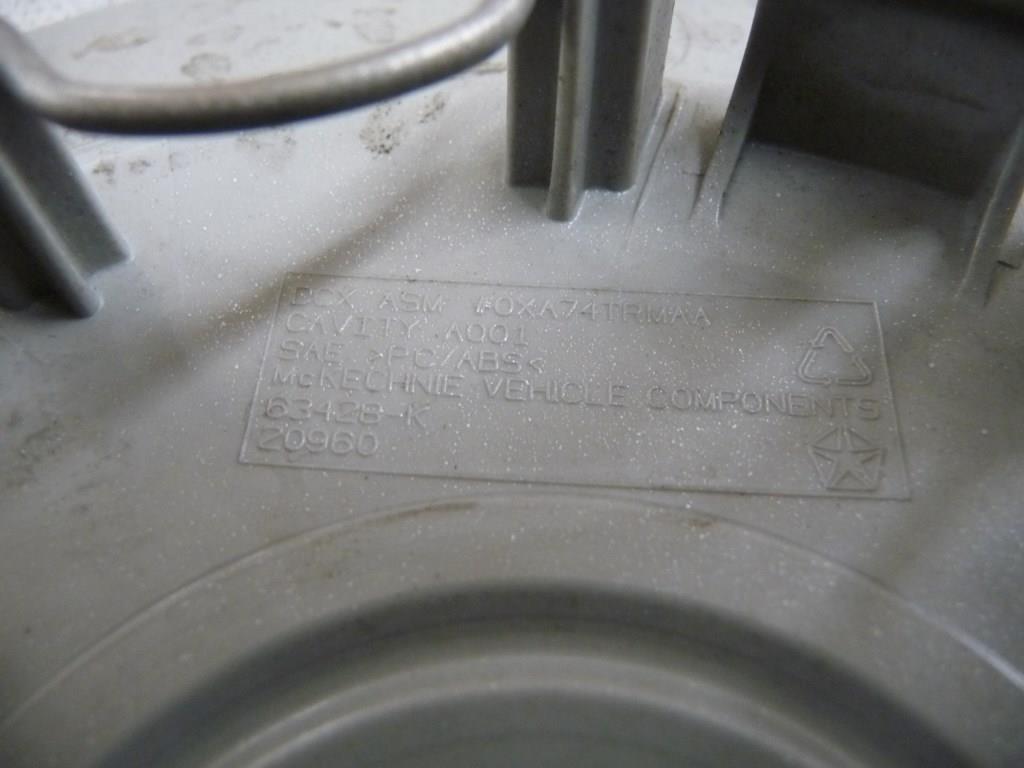 DCX ASM #0XA74TRMAA
CAVITY A001
SAE >PC/ABS<
McKECHNIE VEHICLE COMPONENTS
63428-K
Z0960